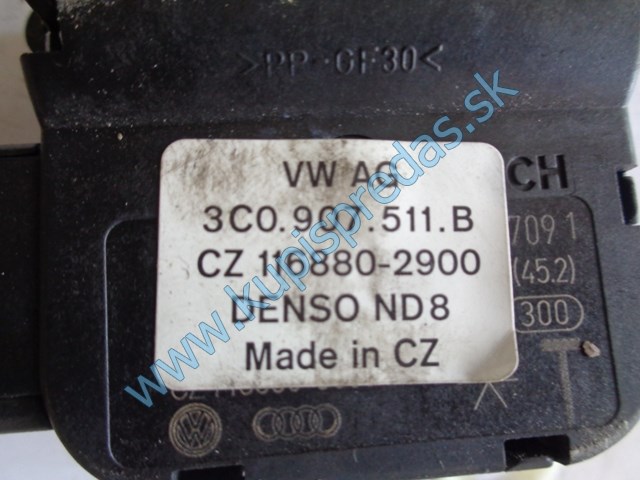 >PP-GF30<
VW AG
3C0.907.511.B
CZ 116880-2900
DENSO ND8
Made in CZ
CH
709 1
(45.2)
300
T
www.kupispredas.sk